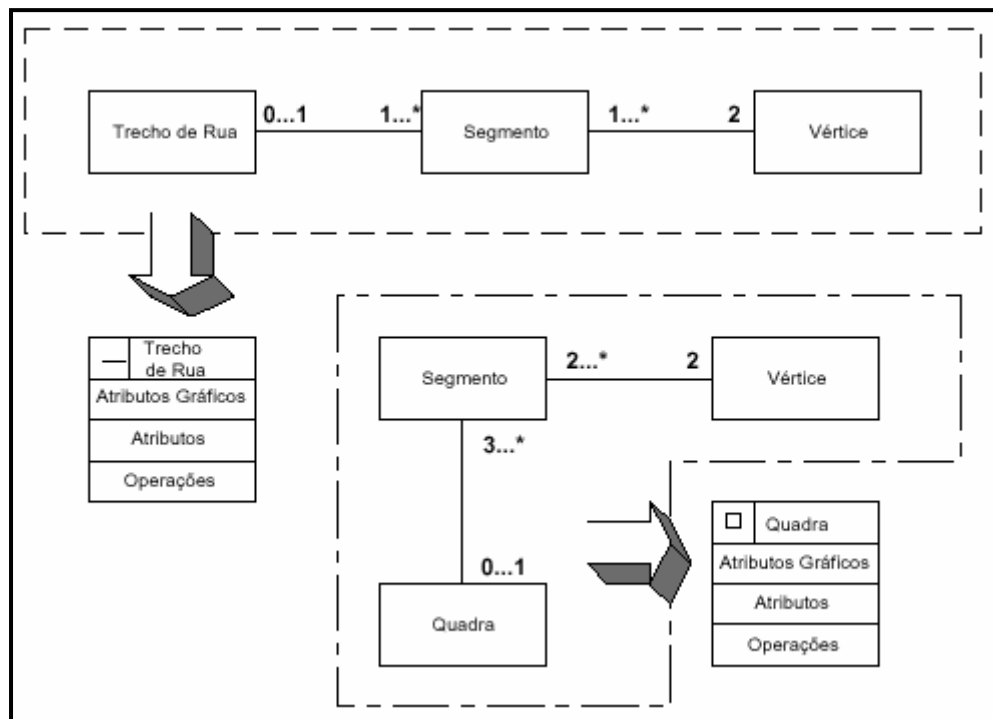 Trecho de Rua
0...1
1...*
Segmento
1...*
2
Vértice
Trecho
de Rua
Atributos Gráficos
Atributos
Operações
Segmento
2...*
2
Vértice
3...*
0...1
Quadra
Quadra
Atributos Gráficos
Atributos
Operações